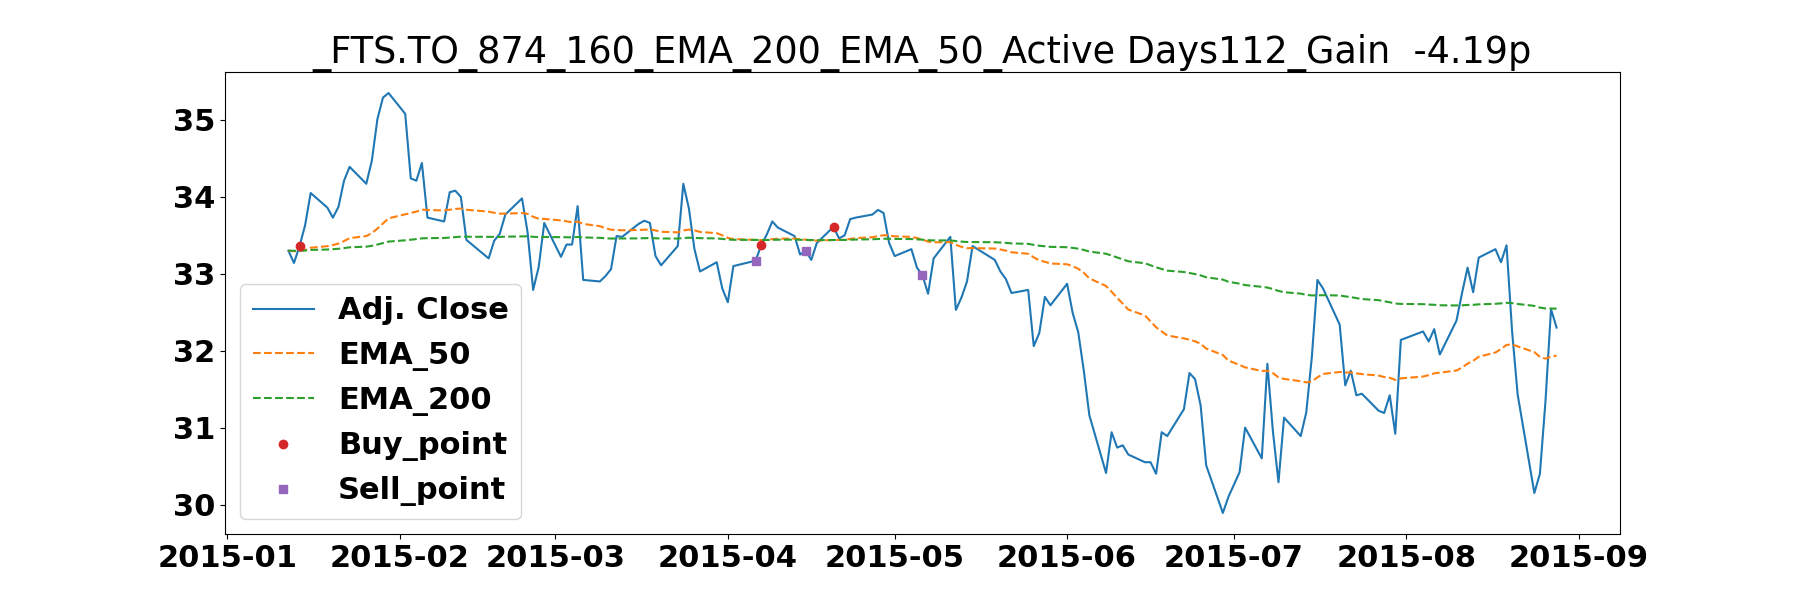 _FTS.TO_874_160_EMA_200_EMA_50_Active Days112_Gain  -4.19p
35
34
33
32
31
30
Adj. Close
EMA_50
EMA_200
Buy_point
Sell_point
2015-01 2015-02 2015-03 2015-04 2015-05 2015-06 2015-07 2015-08 2015-09